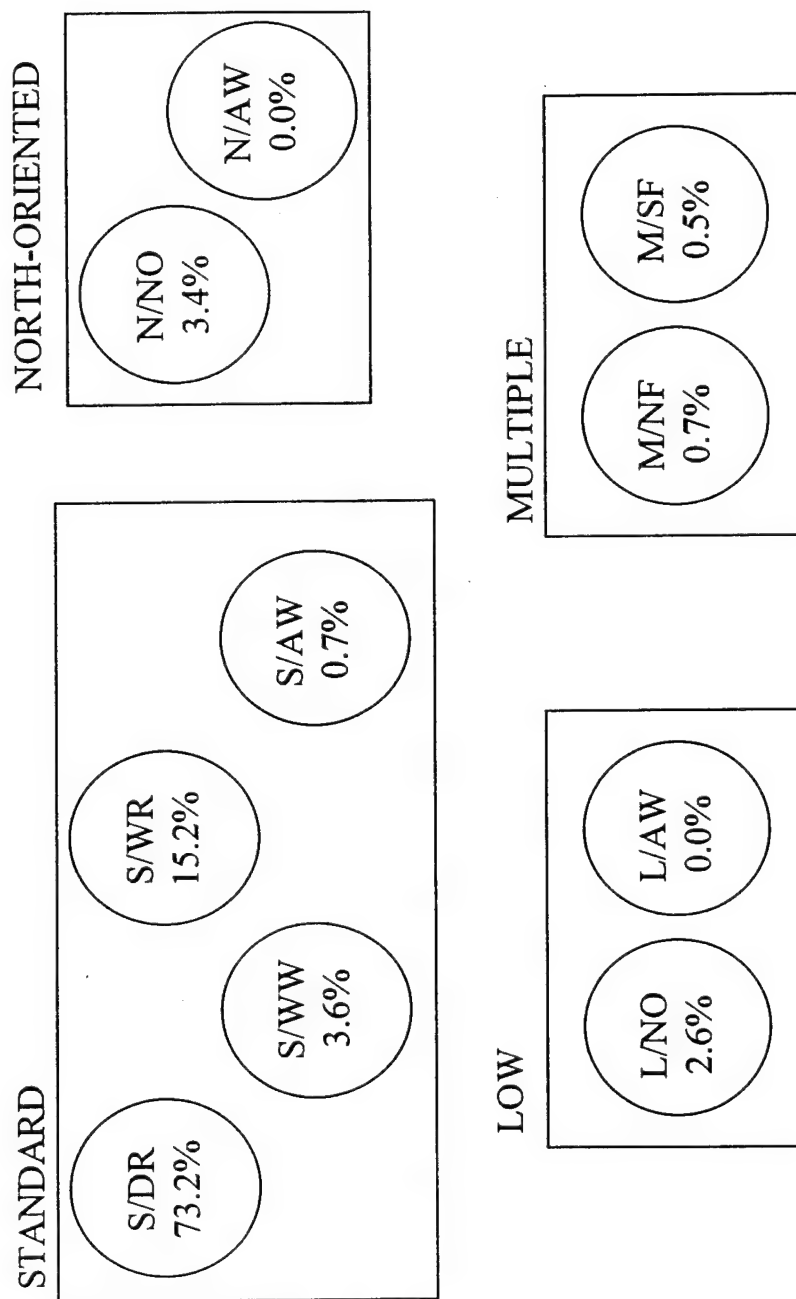 STANDARD
S/DR
73.2%
S/WW
3.6%
S/WR
15.2%
S/AW
0.7%
NORTH-ORIENTED
N/NO
3.4%
N/AW
0.0%
LOW
L/NO
2.6%
L/AW
0.0%
MULTIPLE
M/NF
0.7%
M/SF
0.5%